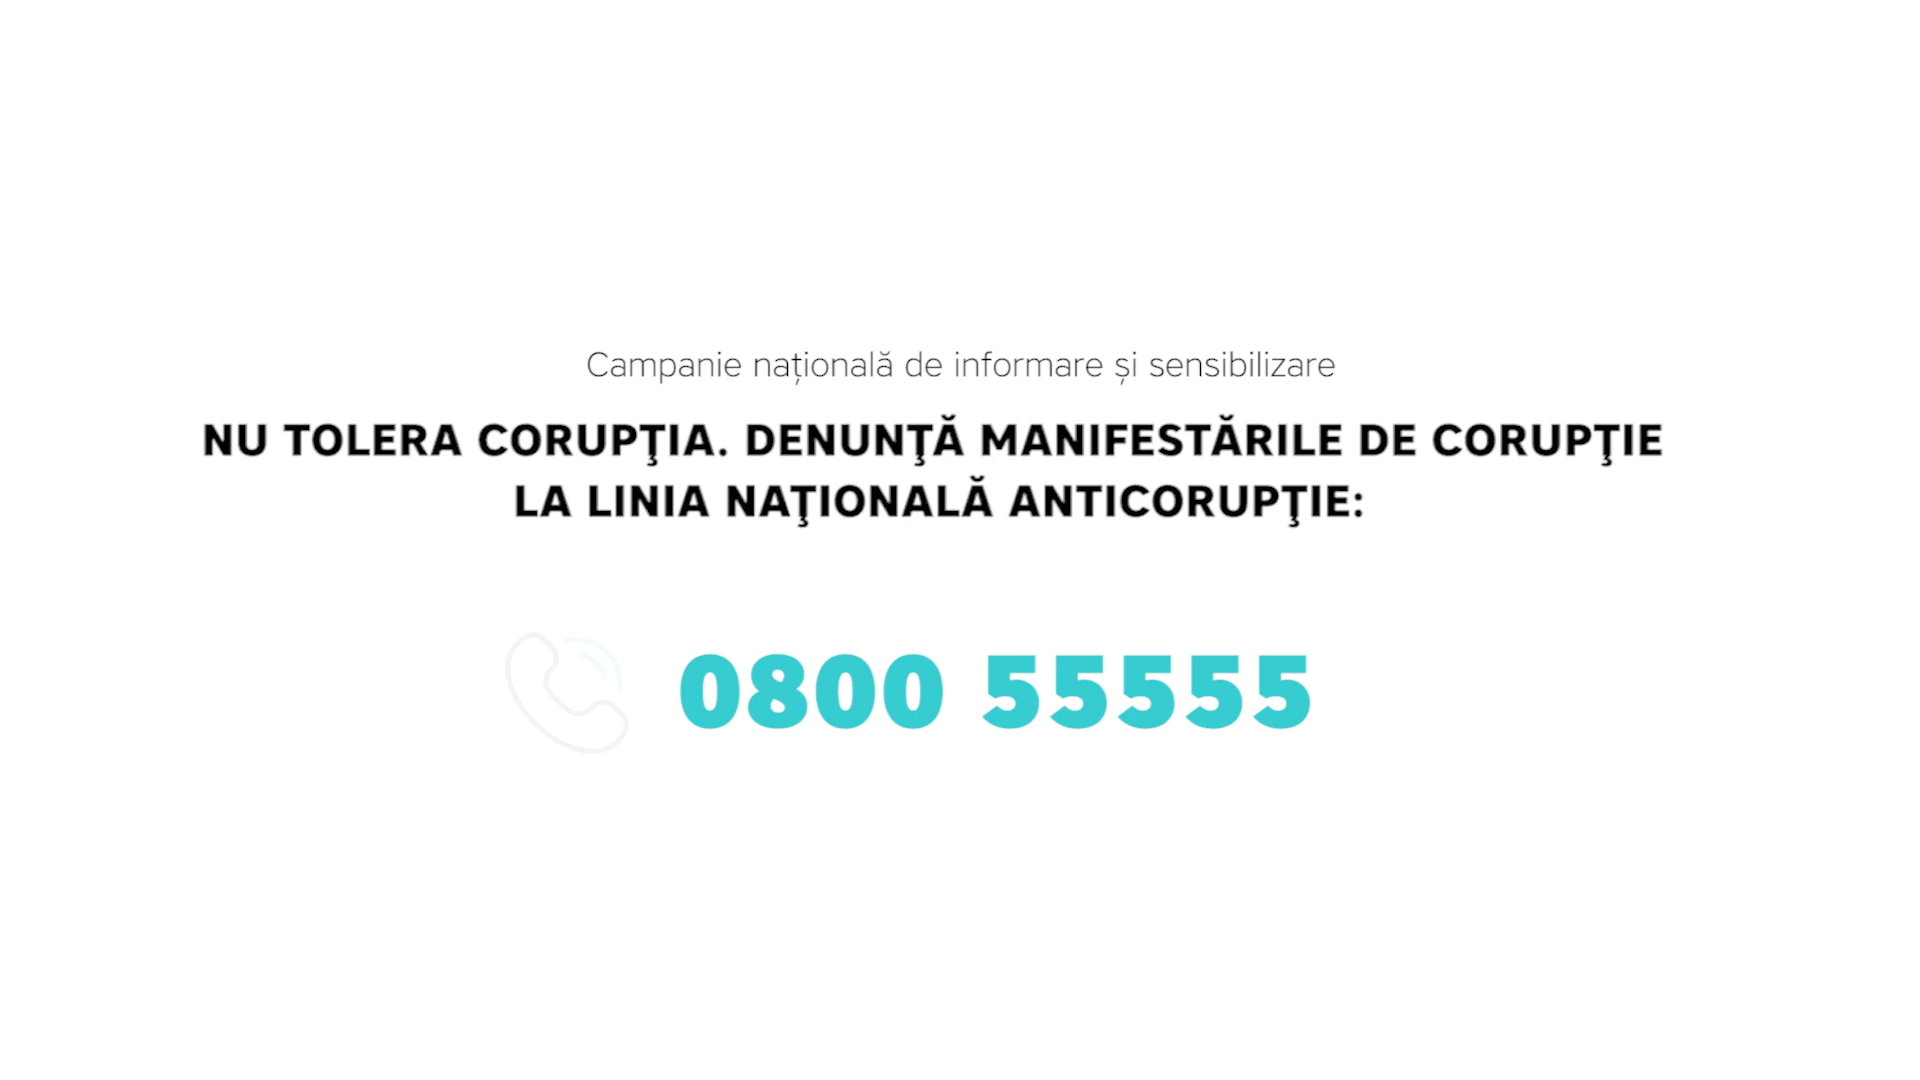 Campanie națională de informare și sensibilizare
NU TOLERA CORUPŢIA. DENUNŢĂ MANIFESTĂRILE DE CORUPŢIE
LA LINIA NAŢIONALĂ ANTICORUPŢIE:
0800 55555